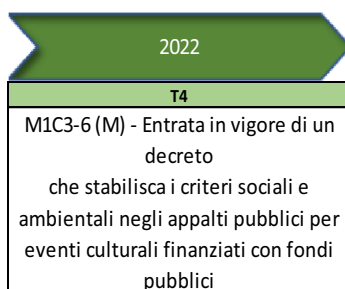 2022
T4
M1C3-6 (M) - Entrata in vigore di un
decreto
che stabilisca i criteri sociali e
ambientali negli appalti pubblici per
eventi culturali finanziati con fondi
pubblici